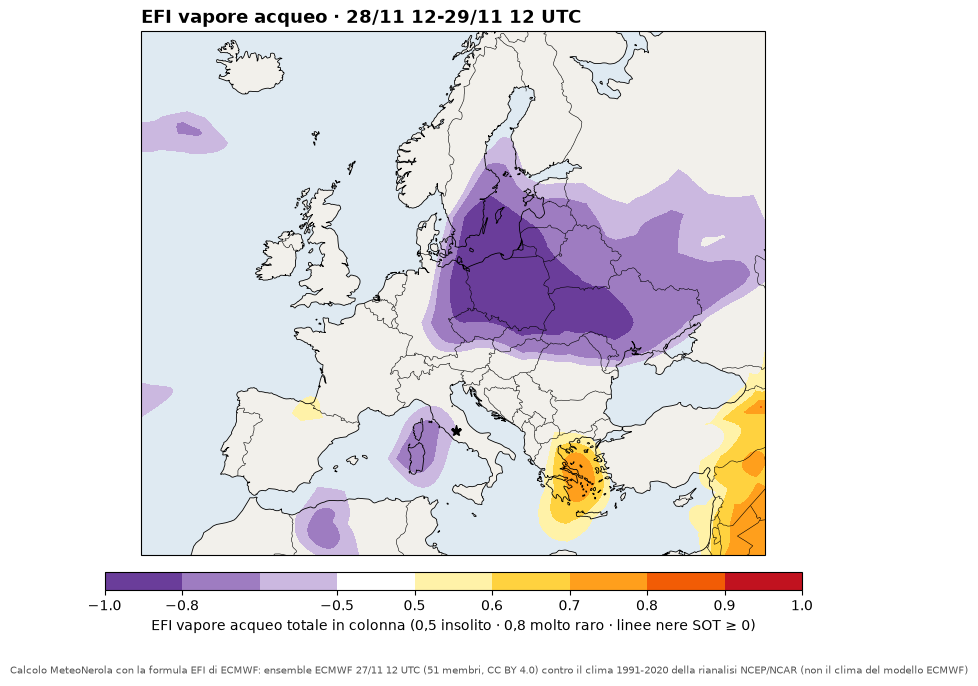 EFI vapore acqueo · 28/11 12-29/11 12 UTC
−1.0 −0.8 −0.5 0.5 0.6 0.7 0.8 0.9 1.0
EFI vapore acqueo totale in colonna (0,5 insolito · 0,8 molto raro · linee nere SOT ≥ 0)
Calcolo MeteoNerola con la formula EFI di ECMWF: ensemble ECMWF 27/11 12 UTC (51 membri, CC BY 4.0) contro il clima 1991-2020 della rianalisi NCEP/NCAR (non il clima del modello ECMWF)